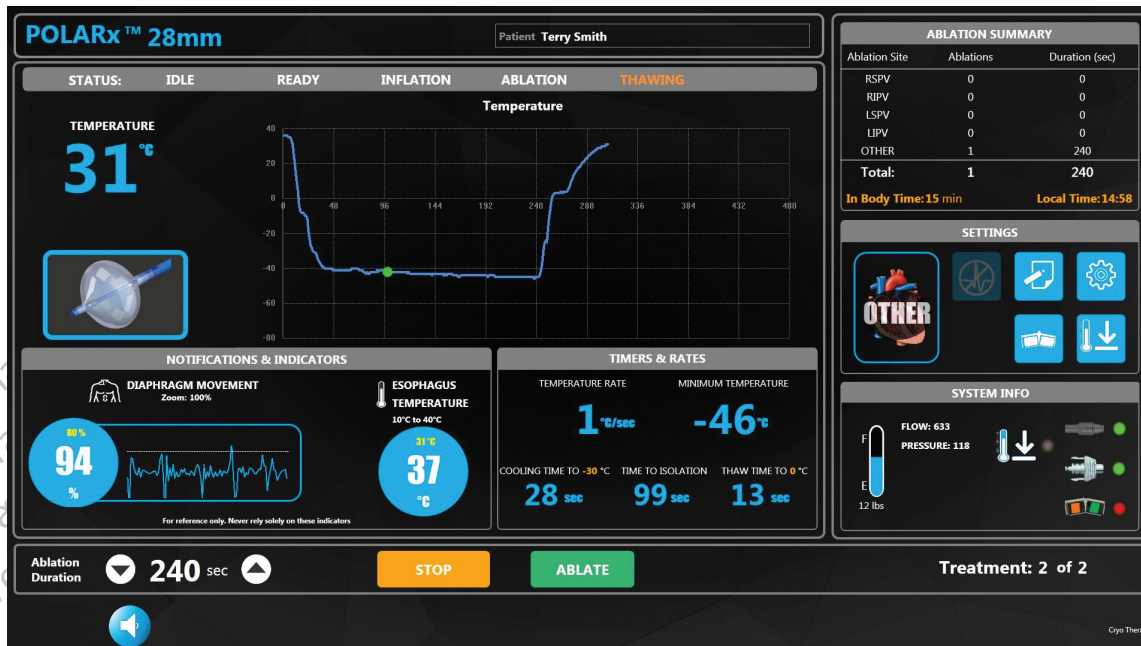 POLARx™ 28mm
Patient Terry Smith
STATUS: IDLE READY INFLATION ABLATION THAWING
TEMPERATURE
31 °C
Temperature
40
20
0
-20
-40
-60
-80
0 48 96 144 192 240 288 336 384 432 480
NOTIFICATIONS & INDICATORS
DIAPHRAGM MOVEMENT
Zoom: 100%
80 %
94
%
ESOPHAGUS
TEMPERATURE
10°C to 40°C
31°C
37
°C
For reference only. Never rely solely on these indicators
TIMERS & RATES
TEMPERATURE RATE MINIMUM TEMPERATURE
1 °C/sec -46 °C
COOLING TIME TO -30 °C TIME TO ISOLATION THAW TIME TO 0 °C
28 sec 99 sec 13 sec
ABLATION SUMMARY
Ablation Site Ablations Duration (sec)
RSPV 0 0
RIPV 0 0
LSPV 0 0
LIPV 0 0
OTHER 1 240
Total: 1 240
In Body Time:15 min Local Time:14:58
SETTINGS
OTHER
SYSTEM INFO
F
E
12 lbs
FLOW: 633
PRESSURE: 118
Ablation
Duration
240 sec
STOP
ABLATE
Treatment: 2 of 2